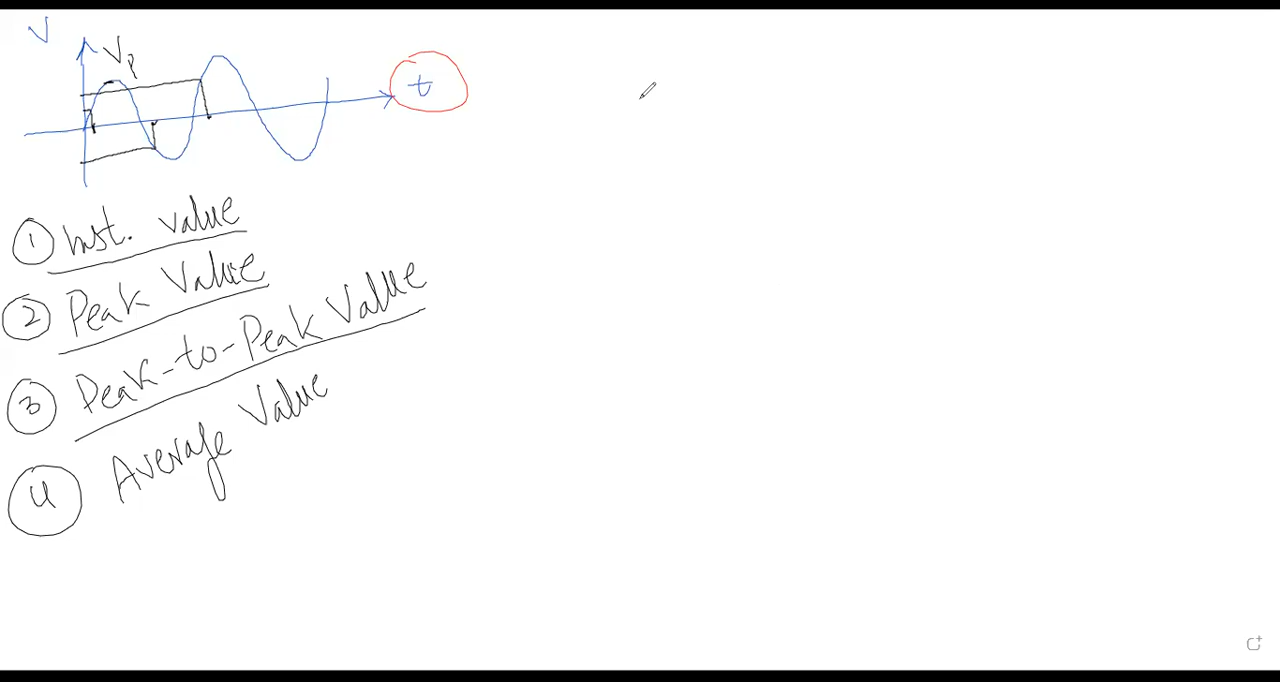 V
Vp
t
1 Inst. value
2 Peak Value
3 Peak-to-Peak Value
4 Average Value